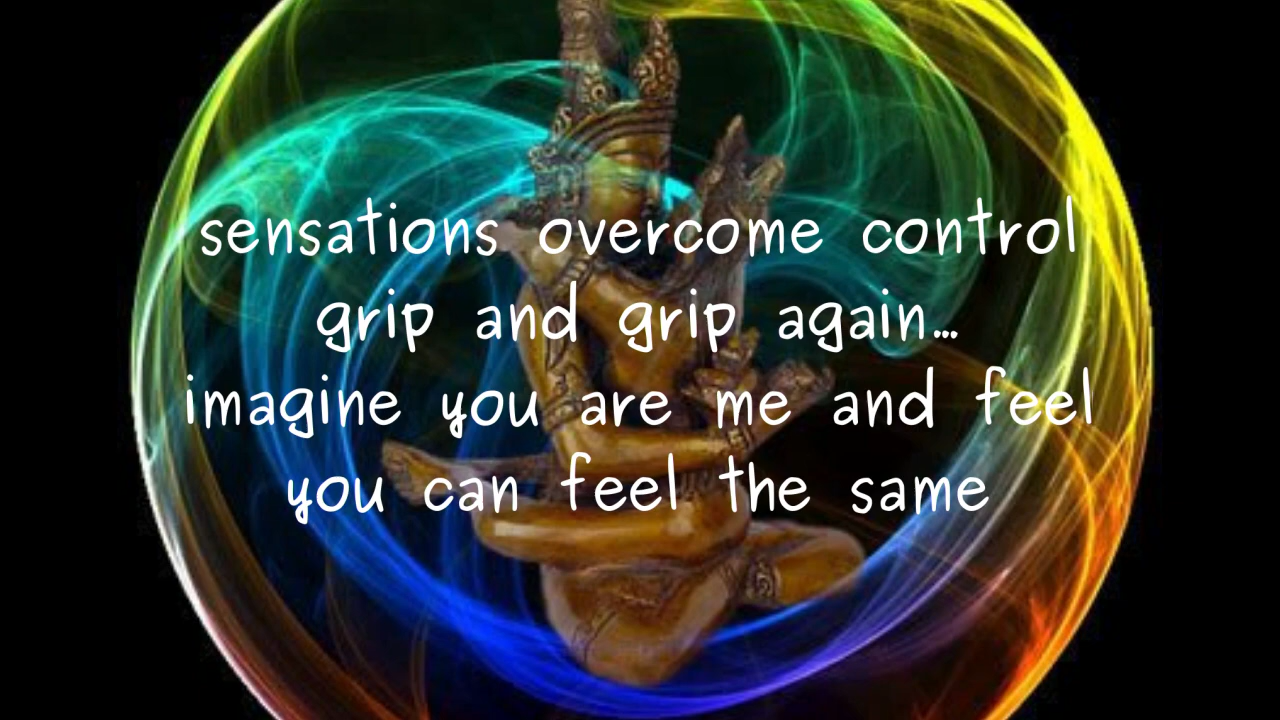 sensations overcome control
grip and grip again...
imagine you are me and feel
you can feel the same